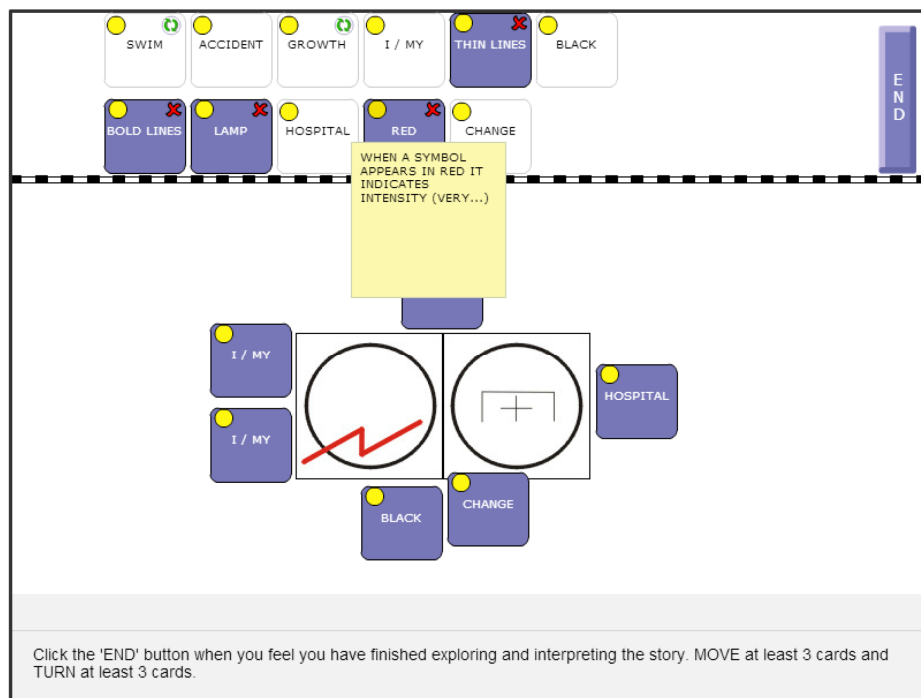 SWIM
ACCIDENT
GROWTH
I / MY
THIN LINES
BLACK
END
BOLD LINES
LAMP
HOSPITAL
RED
CHANGE
WHEN A SYMBOL
APPEARS IN RED IT
INDICATES
INTENSITY (VERY...)
I / MY
HOSPITAL
I / MY
BLACK
CHANGE
Click the 'END' button when you feel you have finished exploring and interpreting the story. MOVE at least 3 cards and
TURN at least 3 cards.